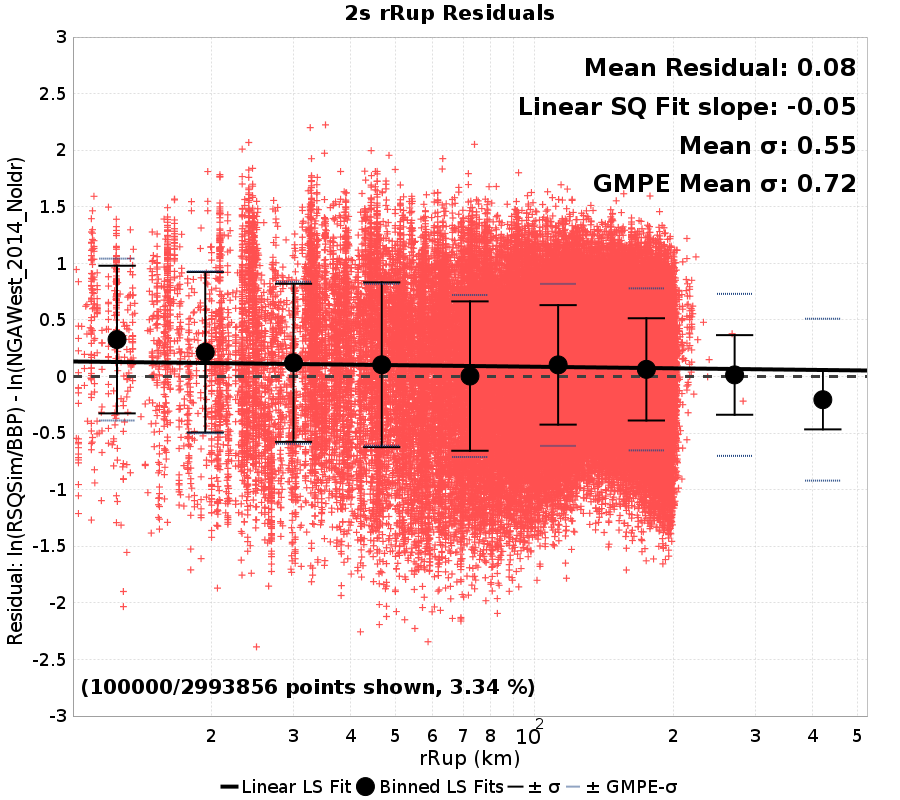 2s rRup Residuals
Residual: ln(RSQSim/BBP) - ln(NGAWest_2014_NoIdr)
3
2.5
2
1.5
1
0.5
0
-0.5
-1
-1.5
-2
-2.5
-3
Mean Residual: 0.08
Linear SQ Fit slope: -0.05
Mean σ: 0.55
GMPE Mean σ: 0.72
(100000/2993856 points shown, 3.34 %)
2 3 4 5 6 7 8 10² 2 3 4 5
rRup (km)
Linear LS Fit Binned LS Fits ± σ ± GMPE-σ